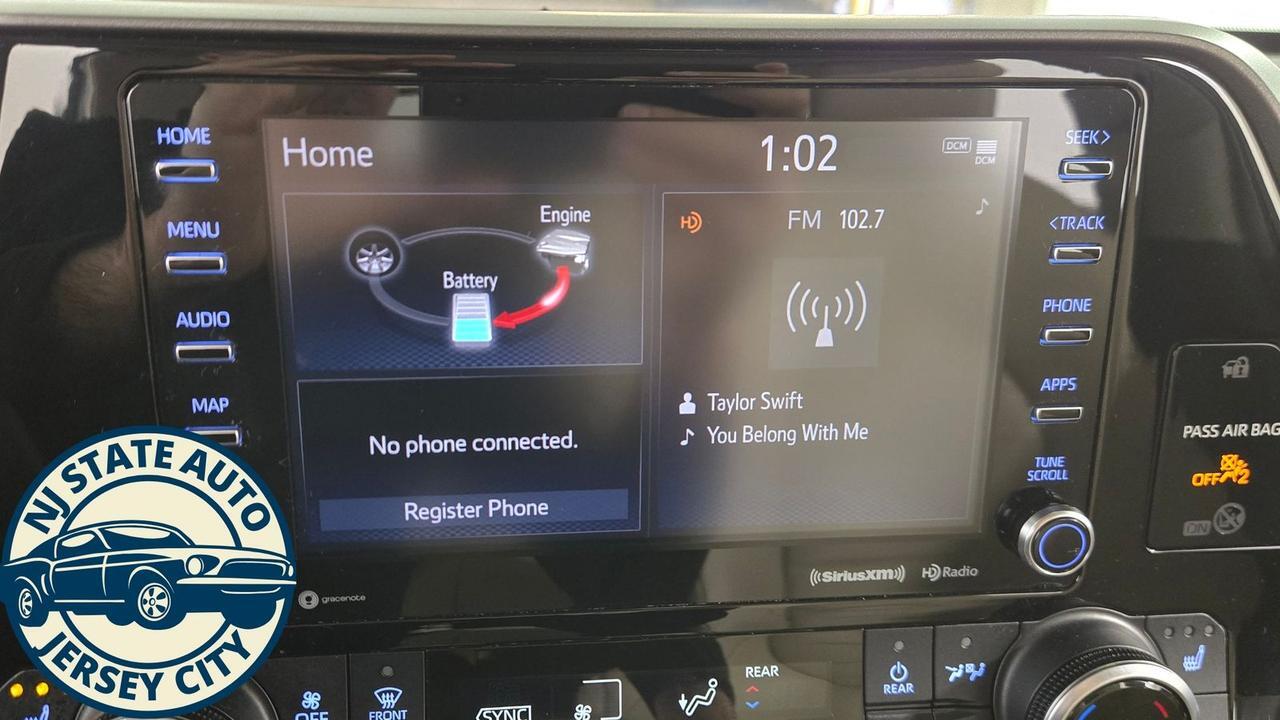 HOME
MENU
AUDIO
MAP
Home
1:02
DCM
DCM
Engine
Battery
No phone connected.
Register Phone
HD
FM 102.7
Taylor Swift
You Belong With Me
SEEK>
<TRACK
PHONE
APPS
TUNE
SCROLL
PASS AIR BAG
OFF 2
ON
gracenote
((SiriusXM))
HD Radio
NJ STATE AUTO
JERSEY CITY
OFF
FRONT
SYNC
REAR
REAR